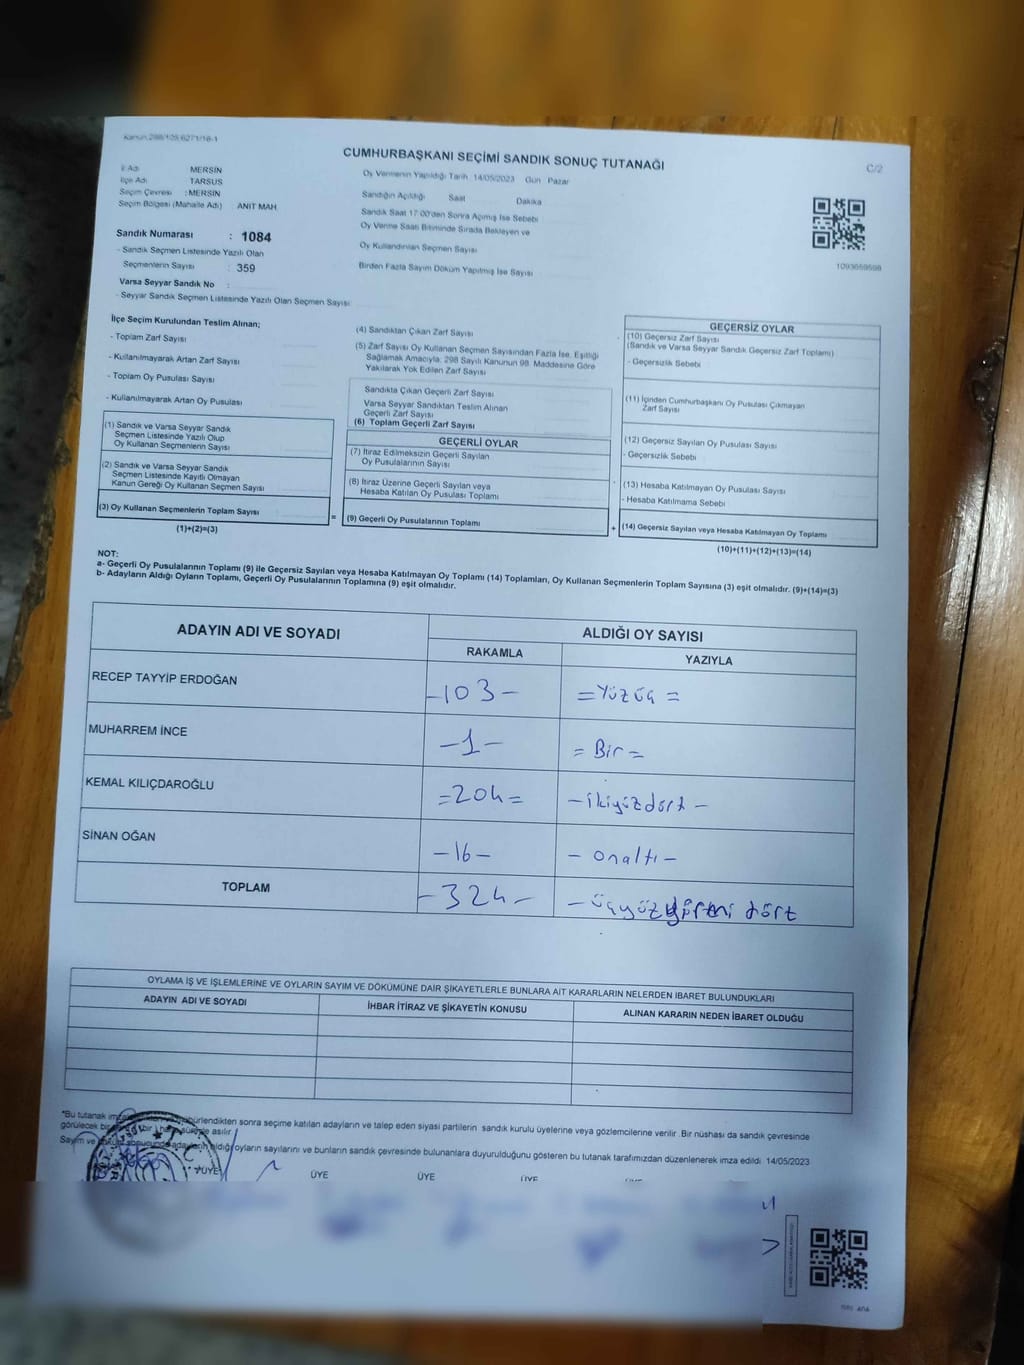 Kanun:298/105,6271/16-1
CUMHURBAŞKANI SEÇİMİ SANDIK SONUÇ TUTANAĞI
C/2
İl Adı : MERSİN
İlçe Adı : TARSUS
Seçim Çevresi : MERSİN
Seçim Bölgesi (Mahalle Adı) : ANIT MAH.
Sandık Numarası : 1084
- Sandık Seçmen Listesinde Yazılı Olan
Seçmenlerin Sayısı : 359
Varsa Seyyar Sandık No :
- Seyyar Sandık Seçmen Listesinde Yazılı Olan Seçmen Sayısı
Oy Vermenin Yapıldığı Tarih 14/05/2023 Gün Pazar
Sandığın Açıldığı Saat Dakika
Sandık Saat 17:00'den Sonra Açılmış İse Sebebi
Oy Verme Saati Bitiminde Sırada Bekleyen ve
Oy Kullandırılan Seçmen Sayısı
Birden Fazla Sayım Döküm Yapılmış İse Sayısı
İlçe Seçim Kurulundan Teslim Alınan;
- Toplam Zarf Sayısı
- Kullanılmayarak Artan Zarf Sayısı
- Toplam Oy Pusulası Sayısı
- Kullanılmayarak Artan Oy Pusulası
(1) Sandık ve Varsa Seyyar Sandık
Seçmen Listesinde Yazılı Olup
Oy Kullanan Seçmenlerin Sayısı
(2) Sandık ve Varsa Seyyar Sandık
Seçmen Listesinde Kayıtlı Olmayan
Kanun Gereği Oy Kullanan Seçmen Sayısı
(3) Oy Kullanan Seçmenlerin Toplam Sayısı
(1)+(2)=(3)
=
(4) Sandıktan Çıkan Zarf Sayısı
(5) Zarf Sayısı Oy Kullanan Seçmen Sayısından Fazla İse, Eşitliği
Sağlamak Amacıyla, 298 Sayılı Kanunun 98. Maddesine Göre
Yakılarak Yok Edilen Zarf Sayısı
Sandıkta Çıkan Geçerli Zarf Sayısı
Varsa Seyyar Sandıktan Teslim Alınan
Geçerli Zarf Sayısı
(6) Toplam Geçerli Zarf Sayısı
GEÇERLİ OYLAR
(7) İtiraz Edilmeksizin Geçerli Sayılan
Oy Pusulalarının Sayısı
(8) İtiraz Üzerine Geçerli Sayılan veya
Hesaba Katılan Oy Pusulası Toplamı
(9) Geçerli Oy Pusulalarının Toplamı
+
GEÇERSİZ OYLAR
(10) Geçersiz Zarf Sayısı
(Sandık ve Varsa Seyyar Sandık Geçersiz Zarf Toplamı)
- Geçersizlik Sebebi
(11) İçinden Cumhurbaşkanı Oy Pusulası Çıkmayan
Zarf Sayısı
(12) Geçersiz Sayılan Oy Pusulası Sayısı
- Geçersizlik Sebebi
(13) Hesaba Katılmayan Oy Pusulası Sayısı
- Hesaba Katılmama Sebebi
(14) Geçersiz Sayılan veya Hesaba Katılmayan Oy Toplamı
(10)+(11)+(12)+(13)=(14)
NOT:
a- Geçerli Oy Pusulalarının Toplamı (9) ile Geçersiz Sayılan veya Hesaba Katılmayan Oy Toplamı (14) Toplamları, Oy Kullanan Seçmenlerin Toplam Sayısına (3) eşit olmalıdır. (9)+(14)=(3)
b- Adayların Aldığı Oyların Toplamı, Geçerli Oy Pusulalarının Toplamına (9) eşit olmalıdır.
ADAYIN ADI VE SOYADI
ALDIĞI OY SAYISI
RAKAMLA YAZIYLA
RECEP TAYYİP ERDOĞAN -103- =Yüzüç=
MUHARREM İNCE -1- =Bir=
KEMAL KILIÇDAROĞLU =204= -ikiyüzdört-
SİNAN OĞAN -16- -onaltı-
TOPLAM -324- -üçyüzyirmi dört
OYLAMA İŞ VE İŞLEMLERİNE VE OYLARIN SAYIM VE DÖKÜMÜNE DAİR ŞİKAYETLERLE BUNLARA AİT KARARLARIN NELERDEN İBARET BULUNDUKLARI
ADAYIN ADI VE SOYADI İHBAR İTİRAZ VE ŞİKAYETİN KONUSU ALINAN KARARIN NEDEN İBARET OLDUĞU
*Bu tutanak sonra seçime katılan adayların ve talep eden siyasi partilerin sandık kurulu üyelerine veya gözlemcilerine verilir. Bir nüshası da sandık çevresinde
görülecek bir süreyle asılır.
Sayım ve aldığı oyların sayılarını ve bunların sandık çevresinde bulunanlara duyurulduğunu gösteren bu tutanak tarafımızdan düzenlenerek imza edildi. 14/05/2023
ÜYE ÜYE ÜYE ÜYE